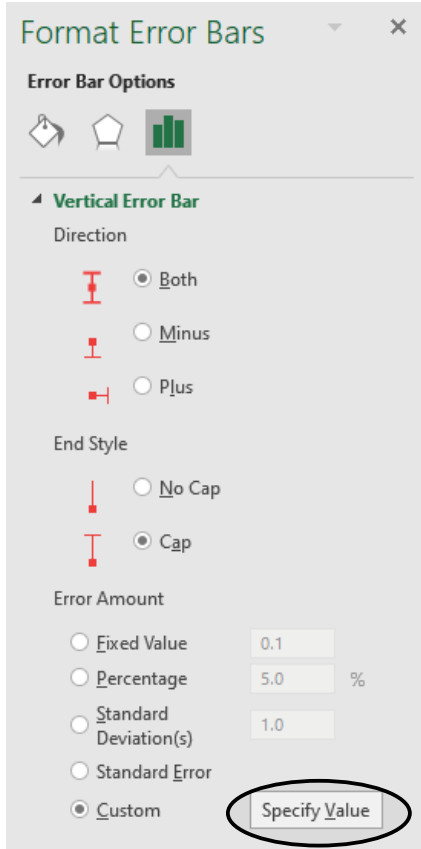 Format Error Bars
Error Bar Options
Vertical Error Bar
Direction
Both
Minus
Plus
End Style
No Cap
Cap
Error Amount
Fixed Value 0.1
Percentage 5.0 %
Standard
Deviation(s) 1.0
Standard Error
Custom Specify Value